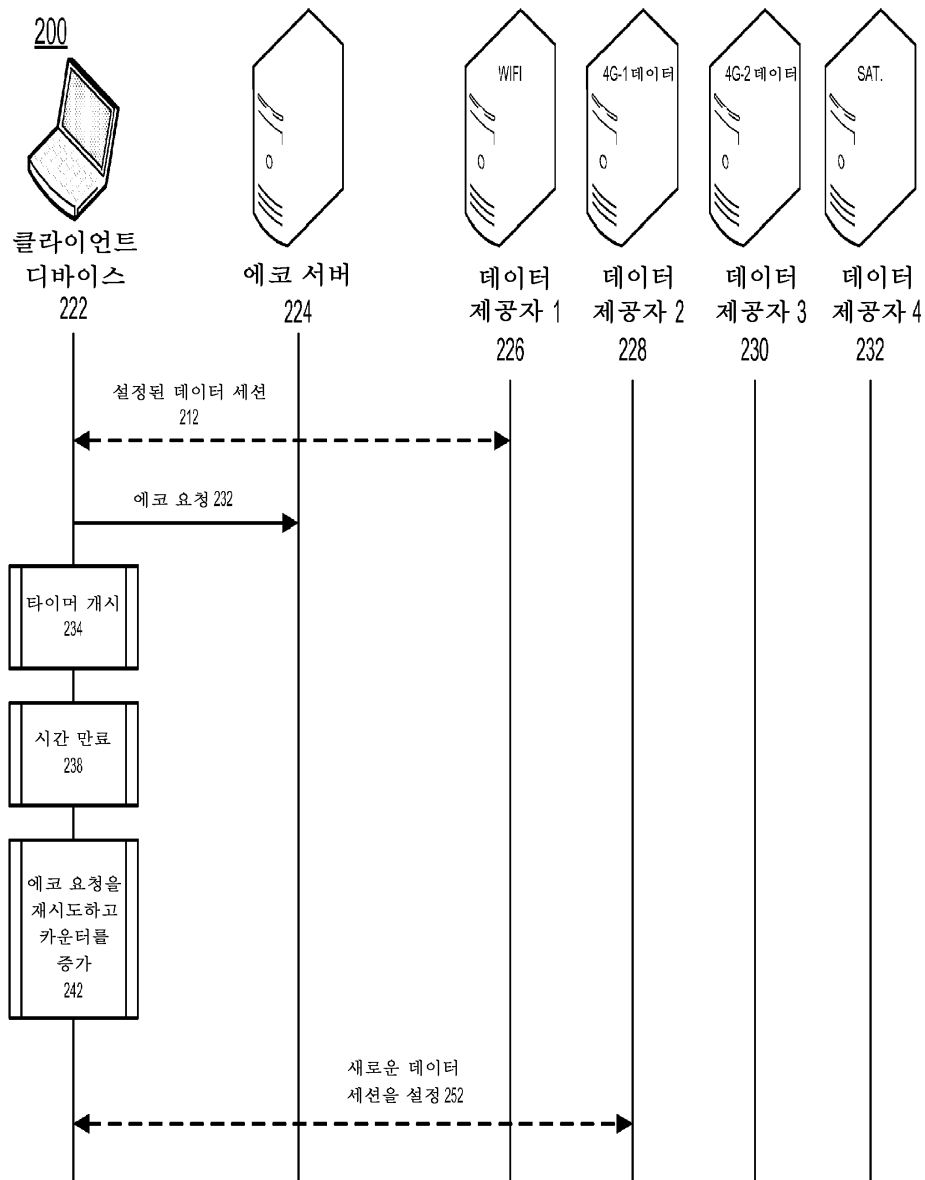 200
WIFI
4G-1 데이터
4G-2 데이터
SAT.
클라이언트
디바이스
222
에코 서버
224
데이터
제공자 1
226
데이터
제공자 2
228
데이터
제공자 3
230
데이터
제공자 4
232
설정된 데이터 세션
212
에코 요청 232
타이머 개시
234
시간 만료
238
에코 요청을
재시도하고
카운터를
증가
242
새로운 데이터
세션을 설정 252